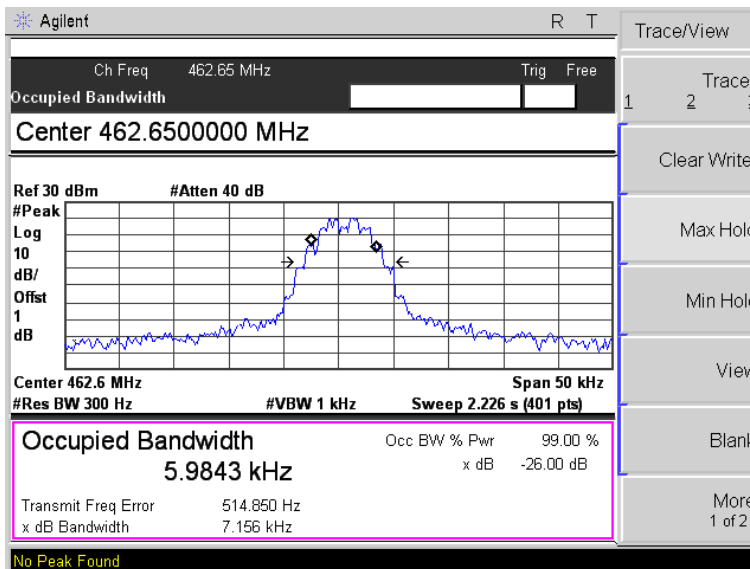 Agilent R T
Ch Freq 462.65 MHz Trig Free
Occupied Bandwidth
Center 462.6500000 MHz
Ref 30 dBm #Atten 40 dB
#Peak
Log
10
dB/
Offst
1
dB
Center 462.6 MHz Span 50 kHz
#Res BW 300 Hz #VBW 1 kHz Sweep 2.226 s (401 pts)
Occupied Bandwidth
5.9843 kHz
Occ BW % Pwr 99.00 %
x dB -26.00 dB
Transmit Freq Error 514.850 Hz
x dB Bandwidth 7.156 kHz
No Peak Found
Trace/View
Trace
1 2
Clear Write
Max Hold
Min Hold
View
Blank
More
1 of 2